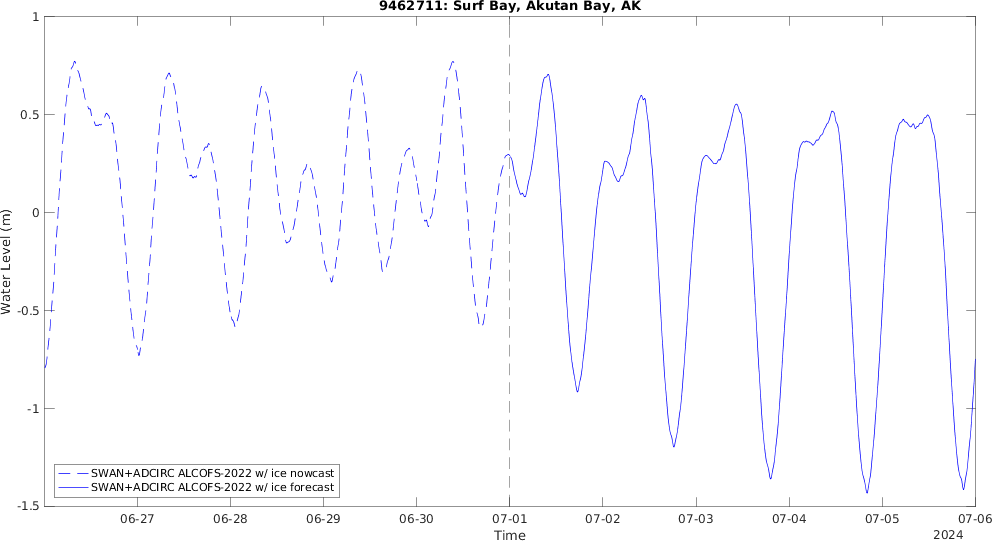 9462711: Surf Bay, Akutan Bay, AK
1
0.5
0
-0.5
-1
-1.5
Water Level (m)
SWAN+ADCIRC ALCOFS-2022 w/ ice nowcast
SWAN+ADCIRC ALCOFS-2022 w/ ice forecast
06-27 06-28 06-29 06-30 07-01 07-02 07-03 07-04 07-05 07-06
Time
2024